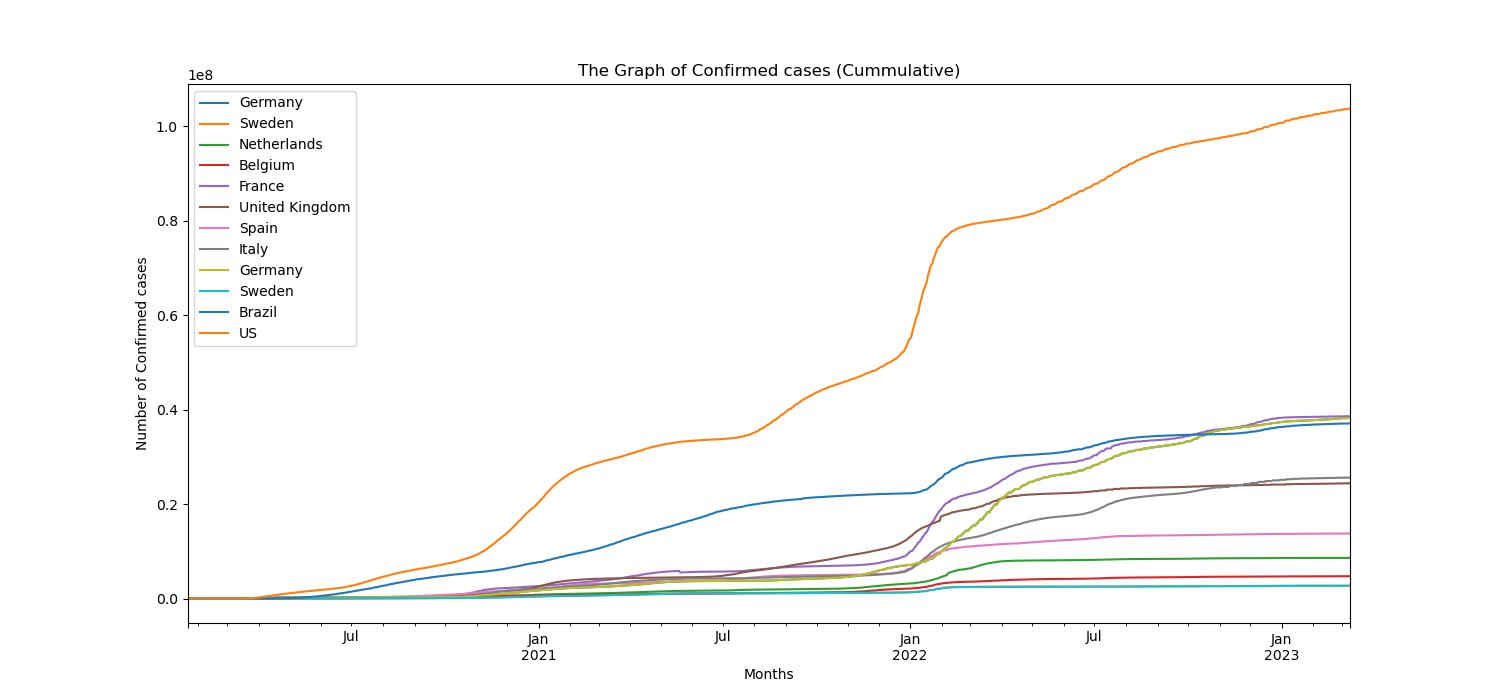 The Graph of Confirmed cases (Cummulative)
1e8
Germany
Sweden
Netherlands
Belgium
France
United Kingdom
Spain
Italy
Germany
Sweden
Brazil
US
1.0
0.8
0.6
0.4
0.2
0.0
Number of Confirmed cases
Jul
Jan
2021
Jul
Jan
2022
Jul
Jan
2023
Months